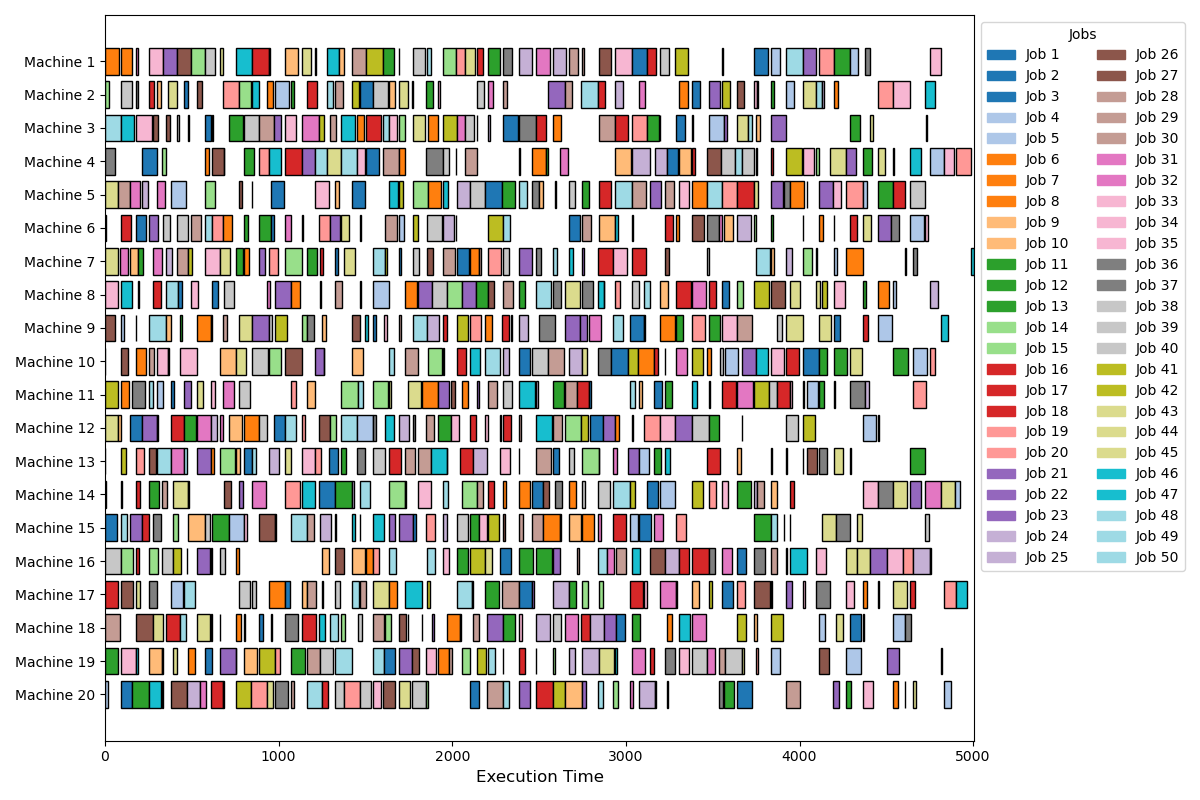 Machine 1
Machine 2
Machine 3
Machine 4
Machine 5
Machine 6
Machine 7
Machine 8
Machine 9
Machine 10
Machine 11
Machine 12
Machine 13
Machine 14
Machine 15
Machine 16
Machine 17
Machine 18
Machine 19
Machine 20
0 1000 2000 3000 4000 5000
Execution Time
Jobs
Job 1 Job 26
Job 2 Job 27
Job 3 Job 28
Job 4 Job 29
Job 5 Job 30
Job 6 Job 31
Job 7 Job 32
Job 8 Job 33
Job 9 Job 34
Job 10 Job 35
Job 11 Job 36
Job 12 Job 37
Job 13 Job 38
Job 14 Job 39
Job 15 Job 40
Job 16 Job 41
Job 17 Job 42
Job 18 Job 43
Job 19 Job 44
Job 20 Job 45
Job 21 Job 46
Job 22 Job 47
Job 23 Job 48
Job 24 Job 49
Job 25 Job 50